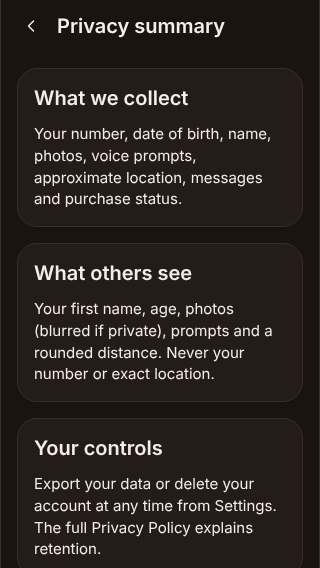 Privacy summary
What we collect
Your number, date of birth, name,
photos, voice prompts,
approximate location, messages
and purchase status.
What others see
Your first name, age, photos
(blurred if private), prompts and a
rounded distance. Never your
number or exact location.
Your controls
Export your data or delete your
account at any time from Settings.
The full Privacy Policy explains
retention.